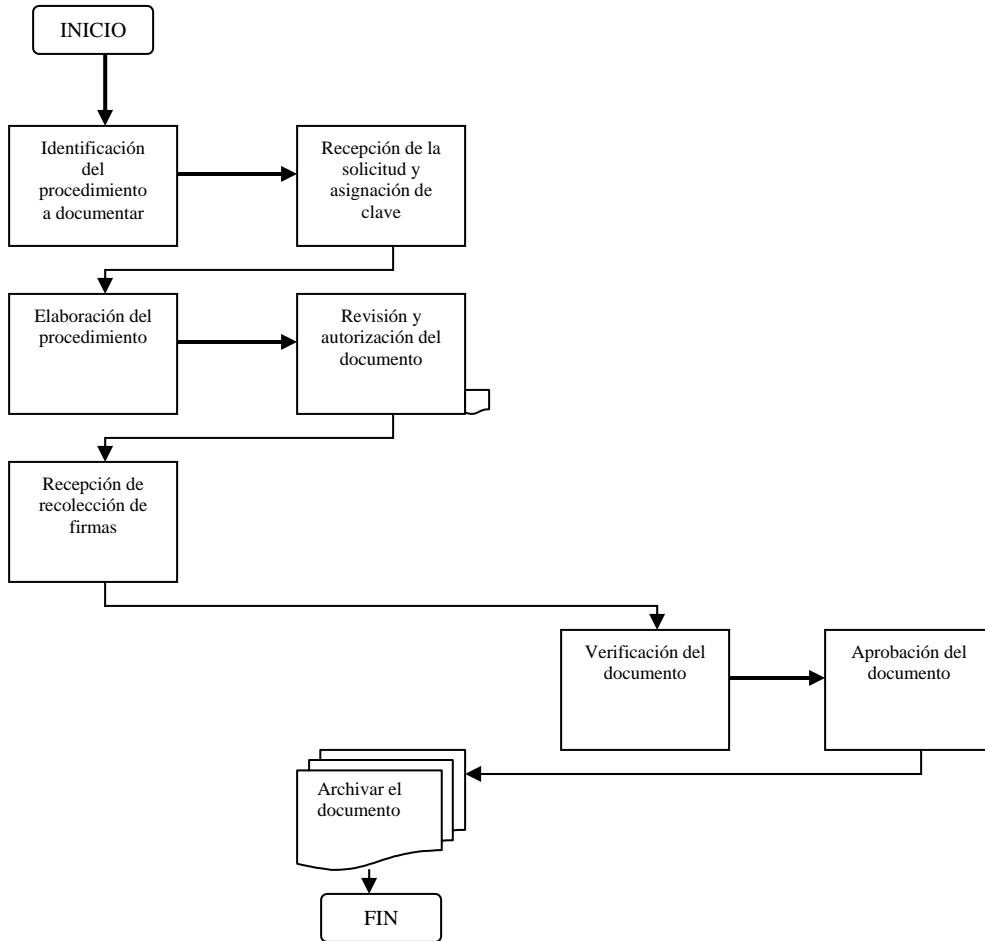 INICIO
Identificación
del
procedimiento
a documentar
Recepción de la
solicitud y
asignación de
clave
Elaboración del
procedimiento
Revisión y
autorización del
documento
Recepción de
recolección de
firmas
Verificación del
documento
Aprobación del
documento
Archivar el
documento
FIN